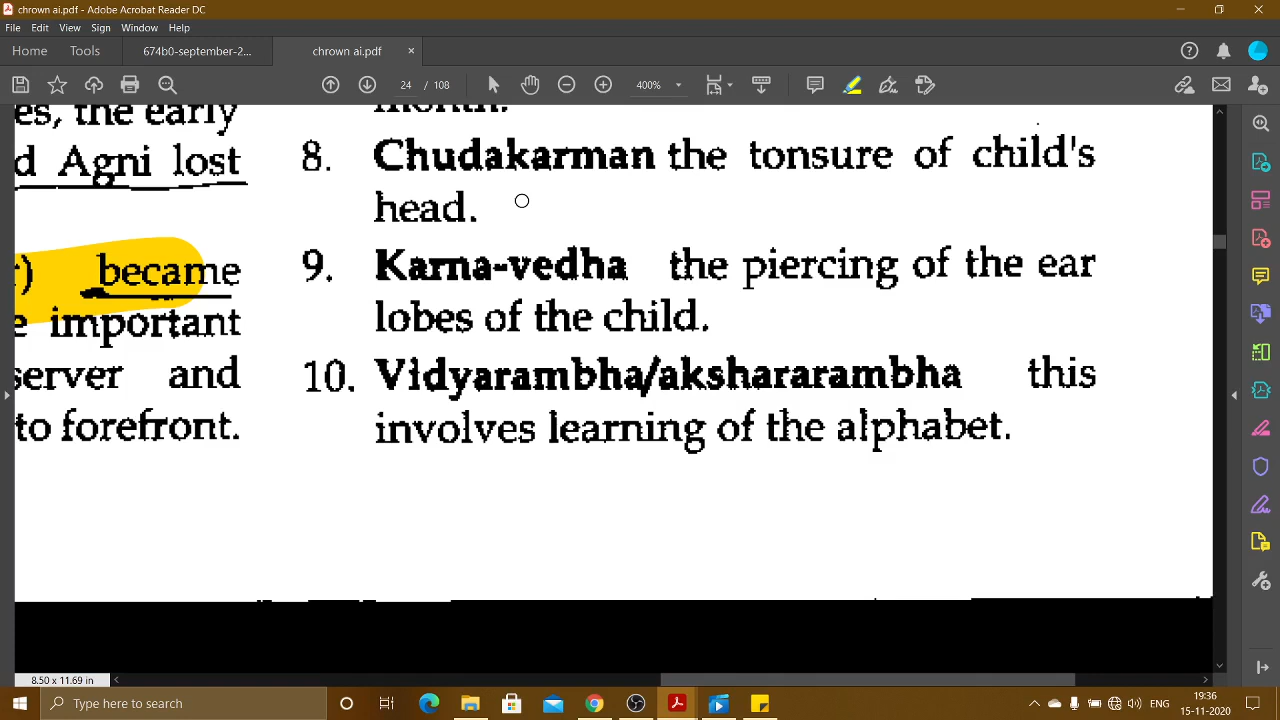 chrown ai.pdf - Adobe Acrobat Reader DC
File Edit View Sign Window Help
Home Tools 674b0-september-2... chrown ai.pdf ×
24 / 108 400%
es, the early
d Agni lost
r) became
e important
server and
to forefront.
month.
8. Chudakarman the tonsure of child's
head.
9. Karna-vedha the piercing of the ear
lobes of the child.
10. Vidyarambha/akshararambha this
involves learning of the alphabet.
8.50 x 11.69 in
Type here to search
ENG
19:36
15-11-2020